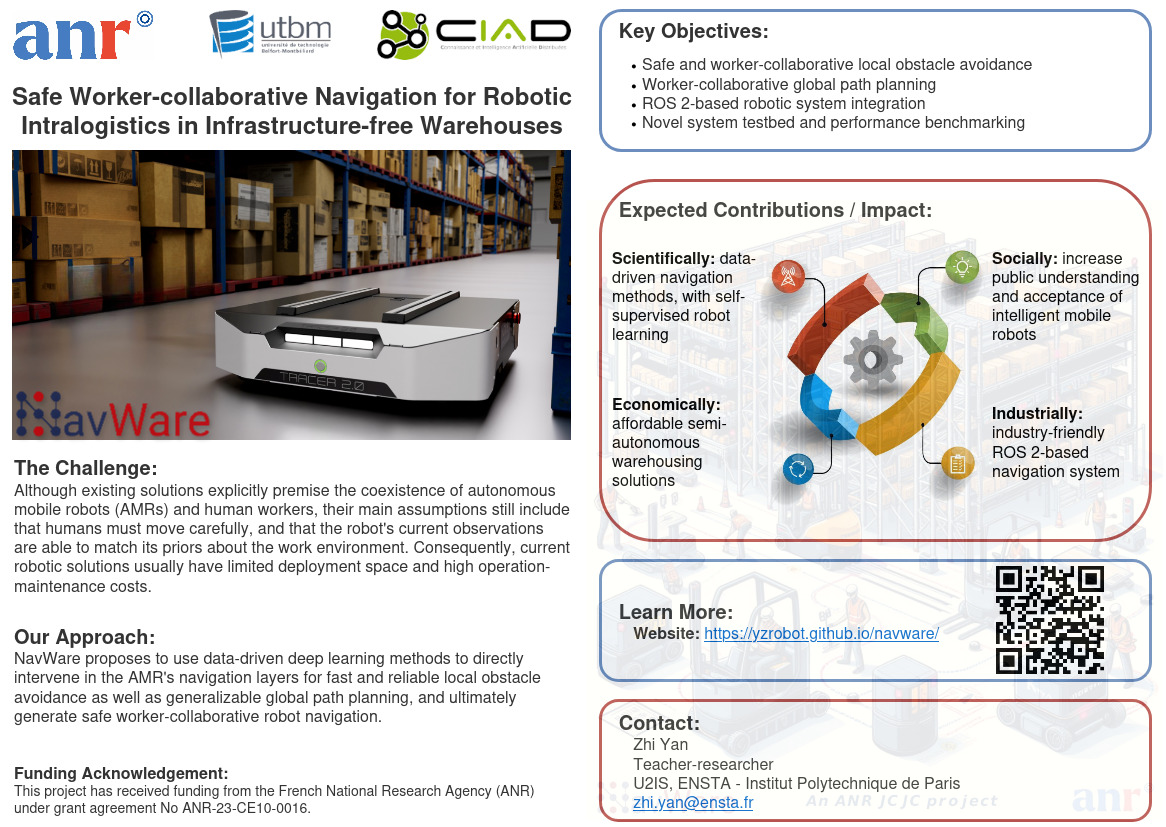 anr
utbm
université de technologie
Belfort-Montbéliard
CIAD
Connaissance et Intelligence Artificielle Distribuées
Safe Worker-collaborative Navigation for Robotic
Intralogistics in Infrastructure-free Warehouses
TRACER 2.0
NavWare
The Challenge:
Although existing solutions explicitly premise the coexistence of autonomous
mobile robots (AMRs) and human workers, their main assumptions still include
that humans must move carefully, and that the robot's current observations
are able to match its priors about the work environment. Consequently, current
robotic solutions usually have limited deployment space and high operation-
maintenance costs.
Our Approach:
NavWare proposes to use data-driven deep learning methods to directly
intervene in the AMR's navigation layers for fast and reliable local obstacle
avoidance as well as generalizable global path planning, and ultimately
generate safe worker-collaborative robot navigation.
Funding Acknowledgement:
This project has received funding from the French National Research Agency (ANR)
under grant agreement No ANR-23-CE10-0016.
Key Objectives:
• Safe and worker-collaborative local obstacle avoidance
• Worker-collaborative global path planning
• ROS 2-based robotic system integration
• Novel system testbed and performance benchmarking
Expected Contributions / Impact:
Scientifically: data-
driven navigation
methods, with self-
supervised robot
learning
Socially: increase
public understanding
and acceptance of
intelligent mobile
robots
Economically:
affordable semi-
autonomous
warehousing
solutions
Industrially:
industry-friendly
ROS 2-based
navigation system
Learn More:
Website: https://yzrobot.github.io/navware/
Contact:
Zhi Yan
Teacher-researcher
U2IS, ENSTA - Institut Polytechnique de Paris
zhi.yan@ensta.fr
NavWare
An ANR JCJC project
anr